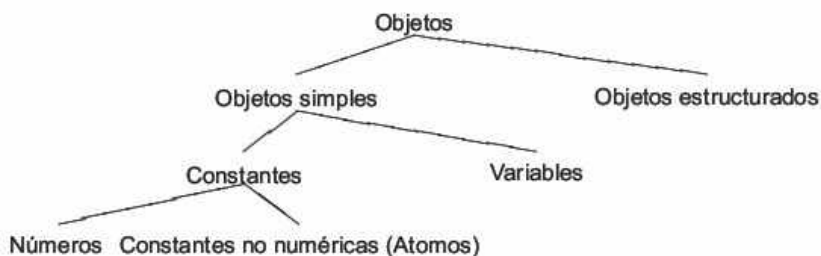 Objetos
Objetos simples
Objetos estructurados
Constantes
Variables
Números
Constantes no numéricas (Atomos)